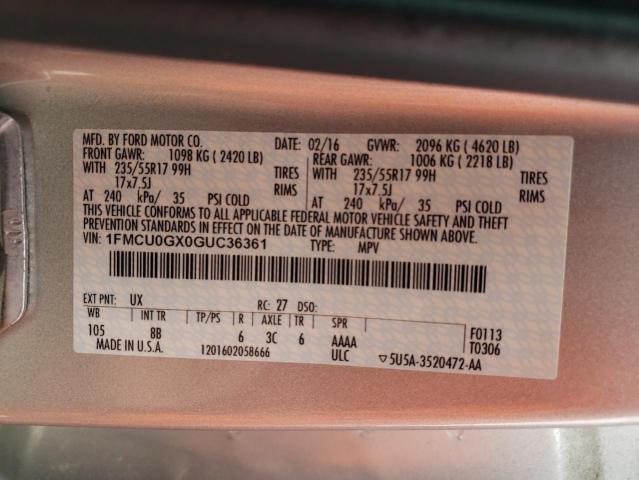 MFD. BY FORD MOTOR CO. DATE: 02/16 GVWR: 2096 KG ( 4620 LB)
FRONT GAWR: 1098 KG ( 2420 LB) REAR GAWR: 1006 KG ( 2218 LB)
WITH 235/55R17 99H TIRES WITH 235/55R17 99H TIRES
17x7.5J RIMS 17x7.5J RIMS
AT 240 kPa/ 35 PSI COLD AT 240 kPa/ 35 PSI COLD
THIS VEHICLE CONFORMS TO ALL APPLICABLE FEDERAL MOTOR VEHICLE SAFETY AND THEFT
PREVENTION STANDARDS IN EFFECT ON THE DATE OF MANUFACTURE SHOWN ABOVE.
VIN: 1FMCU0GX0GUC36361 TYPE: MPV
EXT PNT: UX RC: 27 DSO:
WB INT TR TP/PS R AXLE TR SPR
105 8B 6 3C 6 AAAA F0113
MADE IN U.S.A. 1201602058666 ULC ▽5U5A-3520472-AA T0306